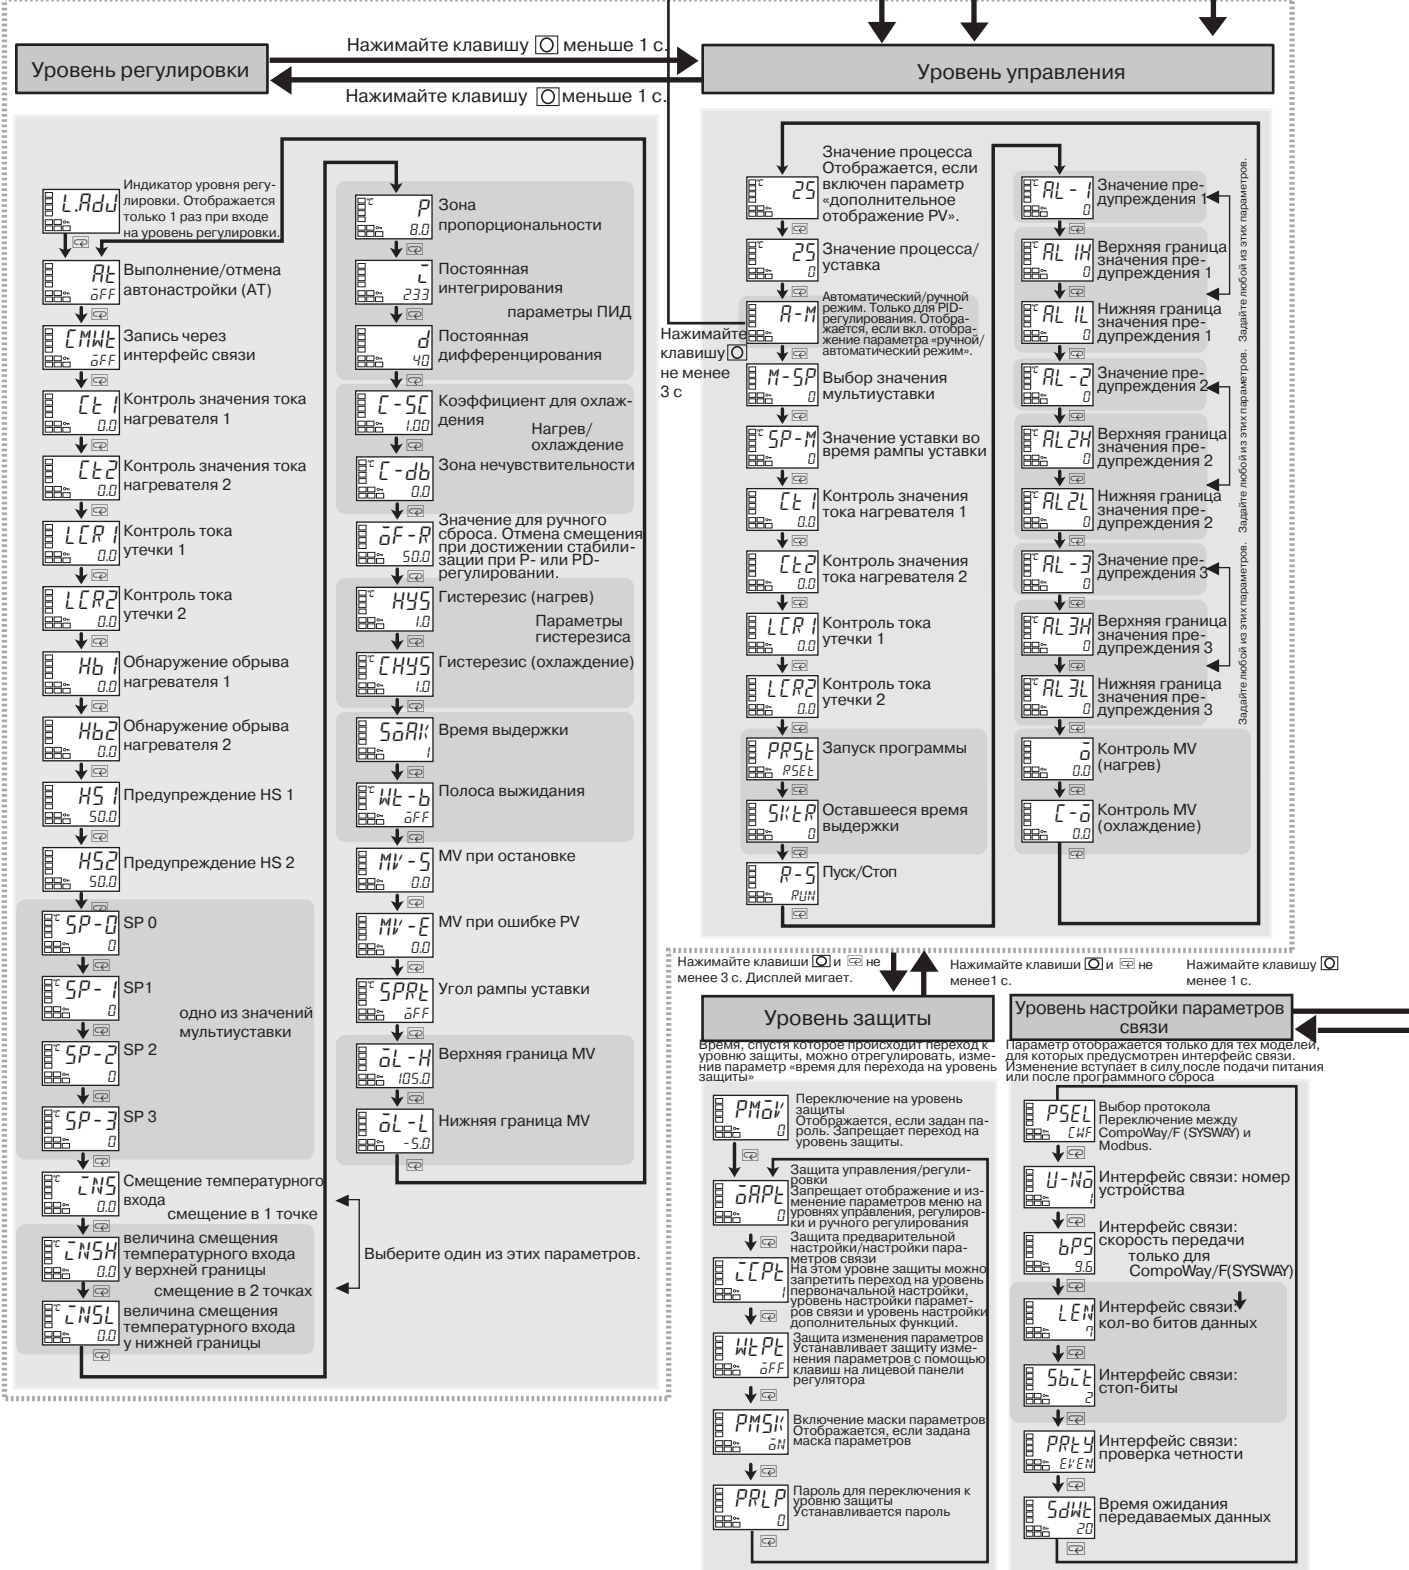 Нажимайте клавишу меньше 1 с.
Уровень регулировки
Уровень управления
Нажимайте клавишу меньше 1 с.
L.AdJ
Индикатор уровня регу-
лировки. Отображается
только 1 раз при входе
на уровень регулировки.
At
oFF
Выполнение/отмена
автонастройки (AT)
CMWt
oFF
Запись через
интерфейс связи
Ct1
0.0
Контроль значения тока
нагревателя 1
Ct2
0.0
Контроль значения тока
нагревателя 2
LCR1
0.0
Контроль тока
утечки 1
LCR2
0.0
Контроль тока
утечки 2
Hb1
0.0
Обнаружение обрыва
нагревателя 1
Hb2
0.0
Обнаружение обрыва
нагревателя 2
HS1
50.0
Предупреждение HS 1
HS2
50.0
Предупреждение HS 2
°C SP-0
0
SP 0
°C SP-1
0
SP1
одно из значений
мультиуставки
°C SP-2
0
SP 2
°C SP-3
0
SP 3
°C iNS
0.0
Смещение температурного
входа
смещение в 1 точке
°C iNSH
0.0
величина смещения
температурного входа
у верхней границы
смещение в 2 точках
°C iNSL
0.0
величина смещения
температурного входа
у нижней границы
Выберите один из этих параметров.
°C P
8.0
Зона
пропорциональности
i
233
Постоянная
интегрирования
параметры ПИД
d
40
Постоянная
дифференцирования
C-SC
1.00
Коэффициент для охлаж-
дения
Нагрев/
охлаждение
°C C-db
0.0
Зона нечувствительности
oF-R
50.0
Значение для ручного
сброса. Отмена смещения
при достижении стабили-
зации при P- или PD-
регулировании.
°C HYS
1.0
Гистерезис (нагрев)
Параметры
гистерезиса
°C CHYS
1.0
Гистерезис (охлаждение)
SoAK
1
Время выдержки
°C Wt-b
oFF
Полоса выжидания
MV-S
0.0
MV при остановке
MV-E
0.0
MV при ошибке PV
°C SPRt
oFF
Угол рампы уставки
oL-H
105.0
Верхняя граница MV
oL-L
-5.0
Нижняя граница MV
°C 25
0
Значение процесса
Отображается, если
включен параметр
«дополнительное
отображение PV».
°C 25
0
Значение процесса/
уставка
A-M
Автоматический/ручной
режим. Только для PID-
регулирования. Отобра-
жается, если вкл. отобра-
жение параметра «ручной/
автоматический режим».
Нажимайте
клавишу
не менее
3 с
M-SP
0
Выбор значения
мультиуставки
°C SP-M
0
Значение уставки во
время рампы уставки
Ct1
0.0
Контроль значения
тока нагревателя 1
Ct2
0.0
Контроль значения
тока нагревателя 2
LCR1
0.0
Контроль тока
утечки 1
LCR2
0.0
Контроль тока
утечки 2
PRSt
RSEt
Запуск программы
SKtR
0
Оставшееся время
выдержки
R-S
RUN
Пуск/Стоп
°C AL-1
0
Значение пре-
дупреждения 1
°C AL1H
0
Верхняя граница
значения пре-
дупреждения 1
°C AL1L
0
Нижняя граница
значения пре-
дупреждения 1
Задайте любой из этих параметров.
°C AL-2
0
Значение пре-
дупреждения 2
°C AL2H
0
Верхняя граница
значения пре-
дупреждения 2
°C AL2L
0
Нижняя граница
значения пре-
дупреждения 2
Задайте любой из этих параметров.
°C AL-3
0
Значение пре-
дупреждения 3
°C AL3H
0
Верхняя граница
значения пре-
дупреждения 3
°C AL3L
0
Нижняя граница
значения пре-
дупреждения 3
Задайте любой из этих параметров.
o
0.0
Контроль MV
(нагрев)
C-o
0.0
Контроль MV
(охлаждение)
Нажимайте клавиши и не
менее 3 с. Дисплей мигает.
Нажимайте клавиши и не
менее1 с.
Нажимайте клавишу
менее 1 с.
Уровень защиты
Время, спустя которое происходит переход к
уровню защиты, можно отрегулировать, изме-
нив параметр «время для перехода на уровень
защиты»
PMoV
0
Переключение на уровень
защиты
Отображается, если задан па-
роль. Запрещает переход на
уровень защиты.
oAPt
0
Защита управления/регули-
ровки
Запрещает отображение и из-
менение параметров меню на
уровнях управления, регулиров-
ки и ручного регулирования
iCPt
1
Защита предварительной
настройки/настройки пара-
метров связи
На этом уровне защиты можно
запретить переход на уровень
первоначальной настройки,
уровень настройки парамет-
ров связи и уровень настройки
дополнительных функций.
WtPt
oFF
Защита изменения параметров
Устанавливает защиту изме-
нения параметров с помощью
клавиш на лицевой панели
регулятора
PMSK
oN
Включение маски параметров
Отображается, если задана
маска параметров
PRLP
0
Пароль для переключения к
уровню защиты
Устанавливается пароль
Уровень настройки параметров
связи
Параметр отображается только для тех моделей,
для которых предусмотрен интерфейс связи.
Изменение вступает в силу после подачи питания
или после программного сброса
PSEL
CWF
Выбор протокола
Переключение между
CompoWay/F (SYSWAY) и
Modbus.
U-No
1
Интерфейс связи: номер
устройства
bPS
9.6
Интерфейс связи:
скорость передачи
только для
CompoWay/F(SYSWAY)
LEN
7
Интерфейс связи:
кол-во битов данных
Sbit
2
Интерфейс связи:
стоп-биты
PRtY
EVEN
Интерфейс связи:
проверка четности
SdWt
20
Время ожидания
передаваемых данных